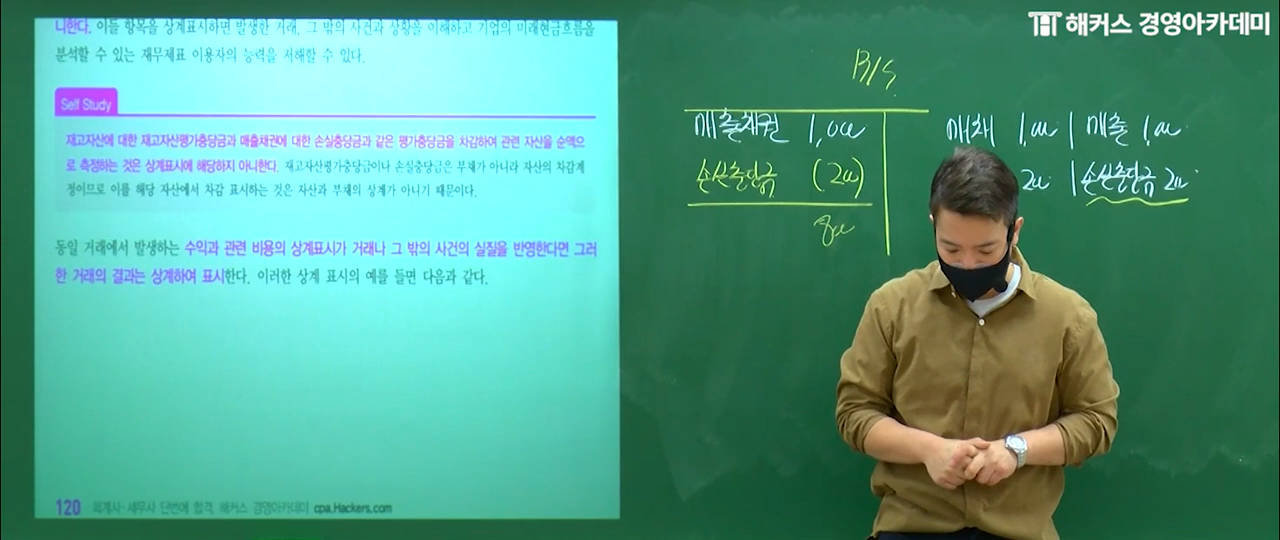 해커스 경영아카데미
니한다. 이들 항목을 상계표시하면 발생한 거래, 그 밖의 사건과 상황을 이해하고 기업의 미래현금흐름을
분석할 수 있는 재무제표 이용자의 능력을 저해할 수 있다.
Self Study
재고자산에 대한 재고자산평가충당금과 매출채권에 대한 손실충당금과 같은 평가충당금을 차감하여 관련 자산을 순액으
로 측정하는 것은 상계표시에 해당하지 아니한다. 재고자산평가충당금이나 손실충당금은 부채가 아니라 자산의 차감계
정이므로 이를 해당 자산에서 차감 표시하는 것은 자산과 부채의 상계가 아니기 때문이다.
동일 거래에서 발생하는 수익과 관련 비용의 상계표시가 거래나 그 밖의 사건의 실질을 반영한다면 그러
한 거래의 결과는 상계하여 표시한다. 이러한 상계 표시의 예를 들면 다음과 같다.
120 회계사·세무사 단번에 합격, 해커스 경영아카데미 cpa.Hackers.com
B/S
매출채권
손실충당금
매채 매출
손실충당금